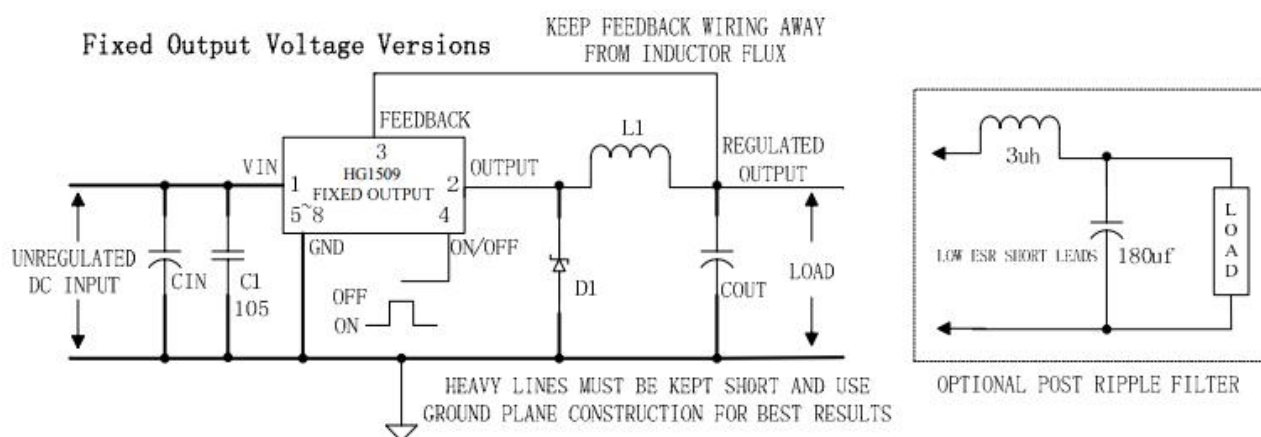 Fixed Output Voltage Versions
KEEP FEEDBACK WIRING AWAY
FROM INDUCTOR FLUX
FEEDBACK
3
HG1509
FIXED OUTPUT
VIN
1
OUTPUT
2
5~8
4
GND
ON/OFF
L1
REGULATED
OUTPUT
UNREGULATED
DC INPUT
CIN
C1
105
OFF
ON
D1
COUT
LOAD
HEAVY LINES MUST BE KEPT SHORT AND USE
GROUND PLANE CONSTRUCTION FOR BEST RESULTS
3uh
LOW ESR SHORT LEADS
180uf
LOAD
OPTIONAL POST RIPPLE FILTER